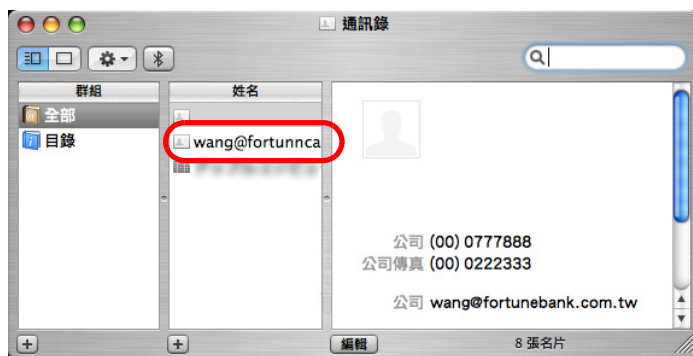 通訊錄
群組
姓名
全部
目錄
wang@fortunnca
公司 (00) 0777888
公司傳真 (00) 0222333
公司 wang@fortunebank.com.tw
編輯
8 張名片